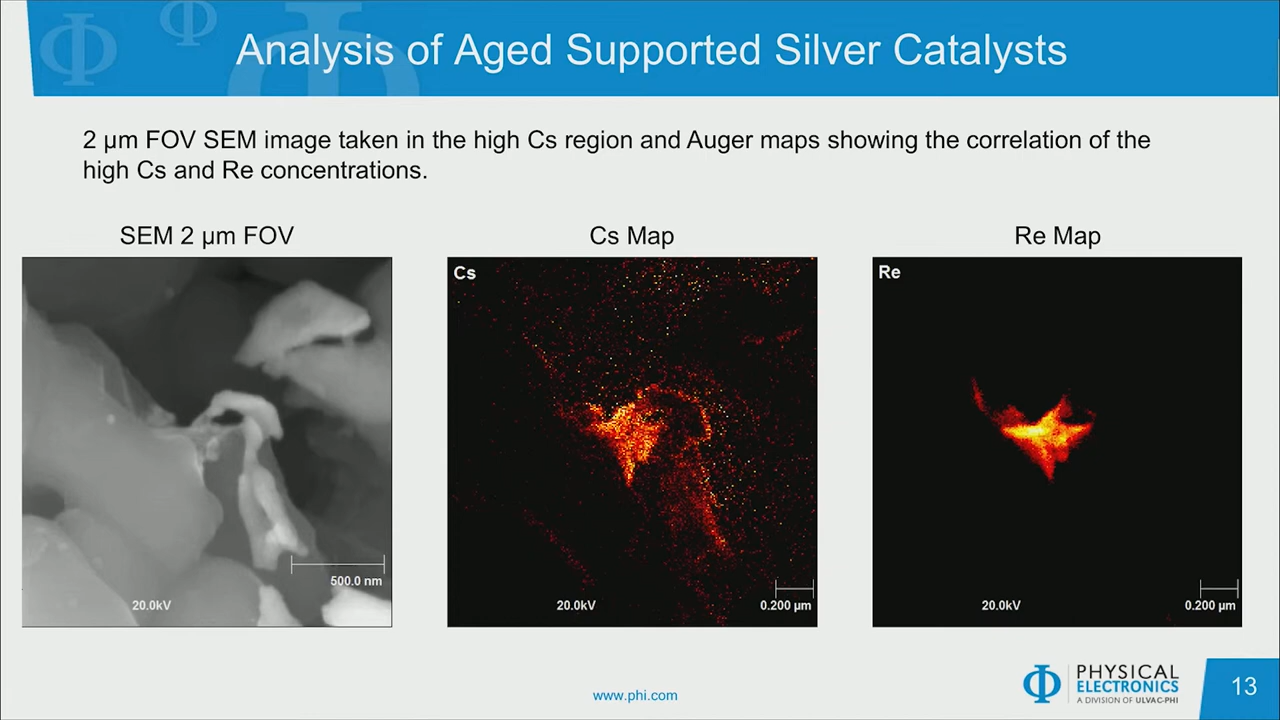 Analysis of Aged Supported Silver Catalysts
2 µm FOV SEM image taken in the high Cs region and Auger maps showing the correlation of the
high Cs and Re concentrations.
SEM 2 µm FOV
Cs Map
Re Map
500.0 nm
20.0kV
Cs
20.0kV
0.200 µm
Re
20.0kV
0.200 µm
www.phi.com
PHYSICAL
ELECTRONICS
A DIVISION OF ULVAC-PHI
13